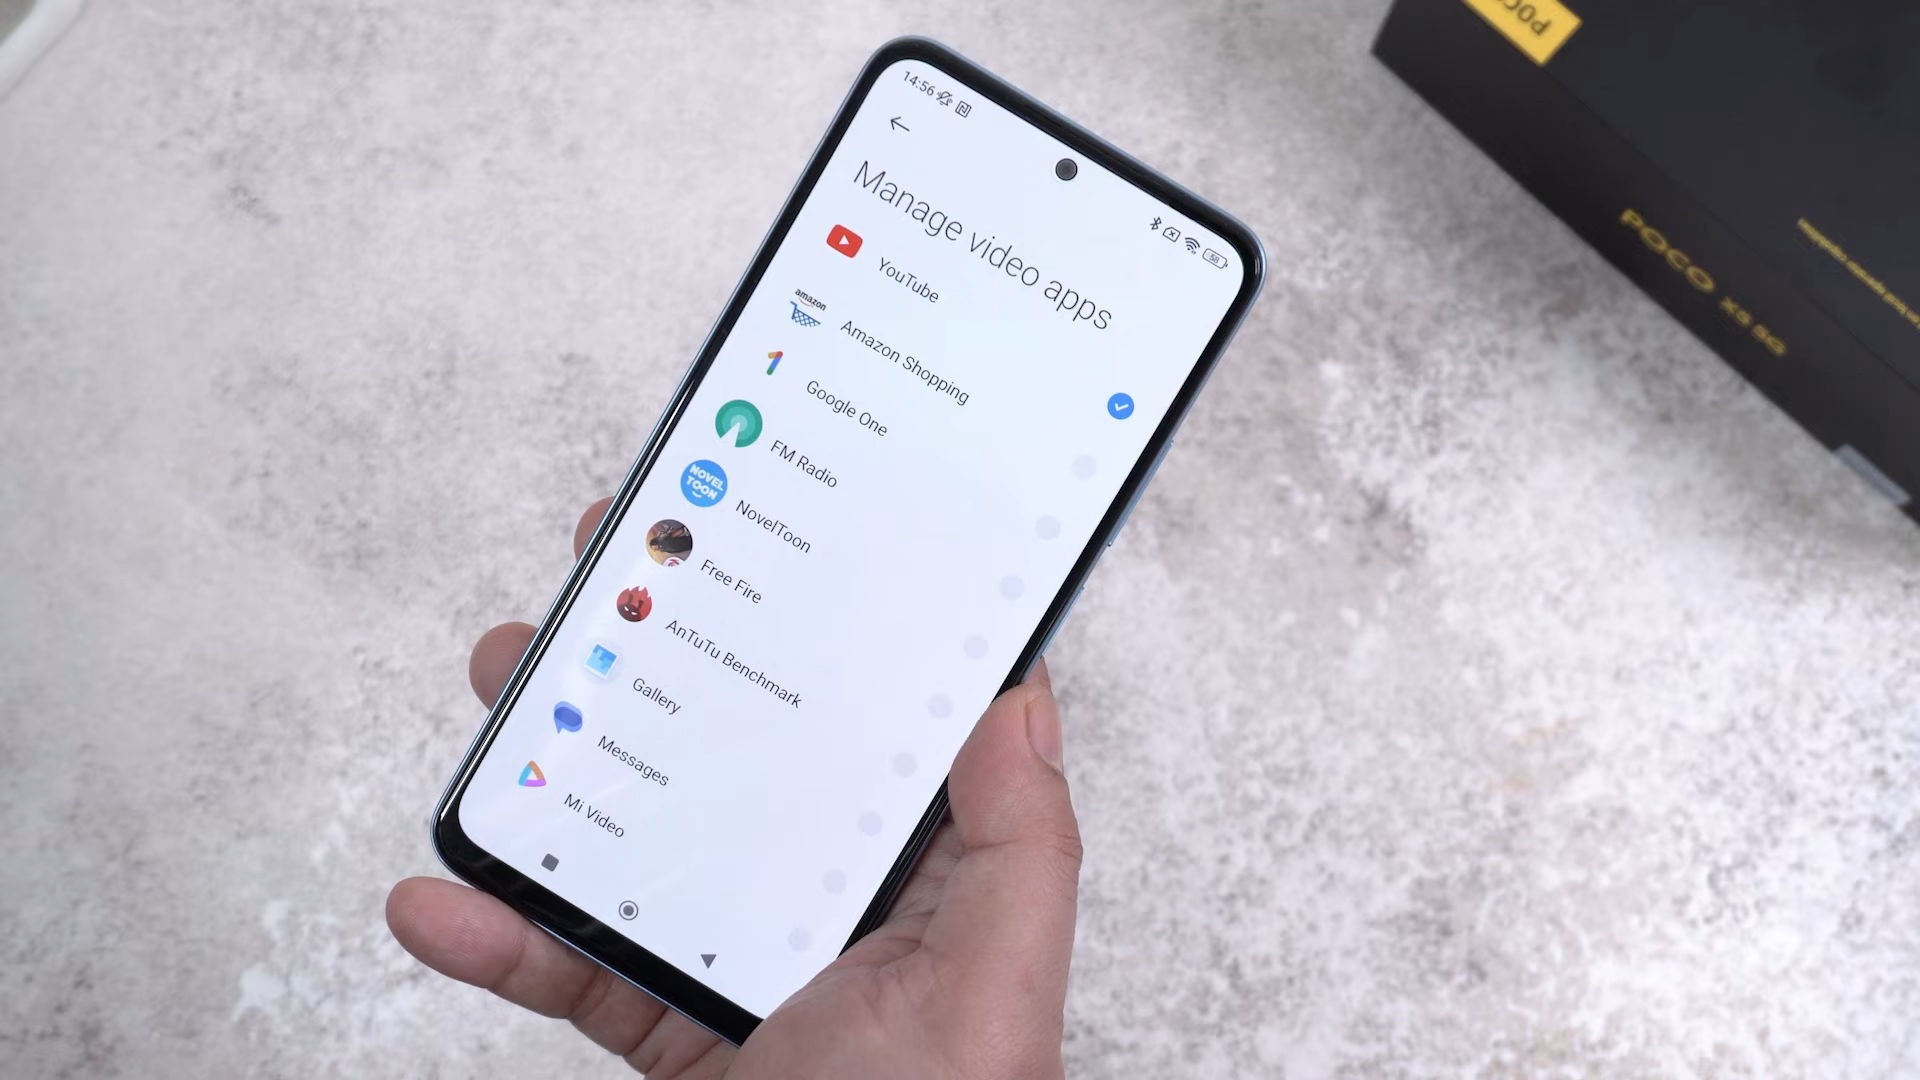 14:56
58
Manage video apps
YouTube
amazon
Amazon Shopping
Google One
FM Radio
NOVEL
TOON
NovelToon
Free Fire
AnTuTu Benchmark
Gallery
Messages
Mi Video
POCO
POCO X5 5G